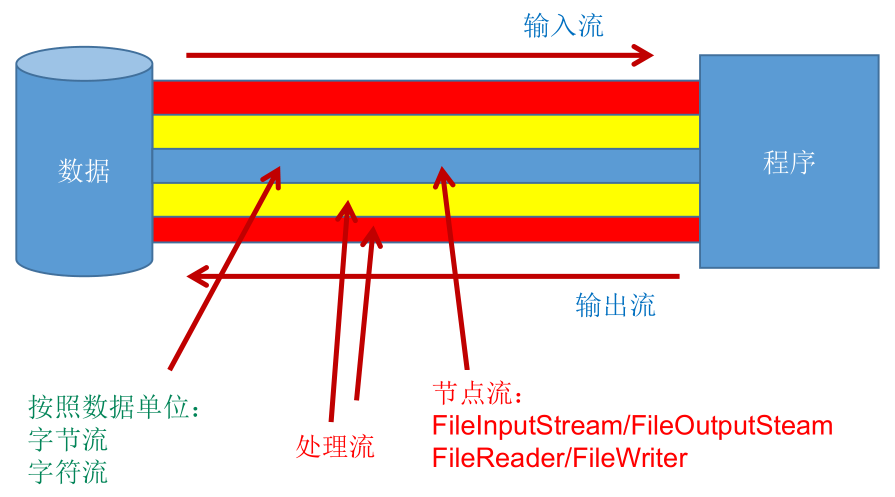 输入流
数据
程序
输出流
按照数据单位：
字节流
字符流
处理流
节点流：
FileInputStream/FileOutputSteam
FileReader/FileWriter